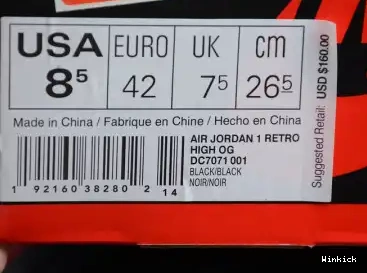 USA EURO UK cm
8⁵ 42 7⁵ 26⁵
Made in China / Fabrique en Chine / Hecho en China
AIR JORDAN 1 RETRO
HIGH OG
DC7071 001
BLACK/BLACK
NOIR/NOIR
1 92160 38280 2 14
Suggested Retail: USD $160.00
Winkick